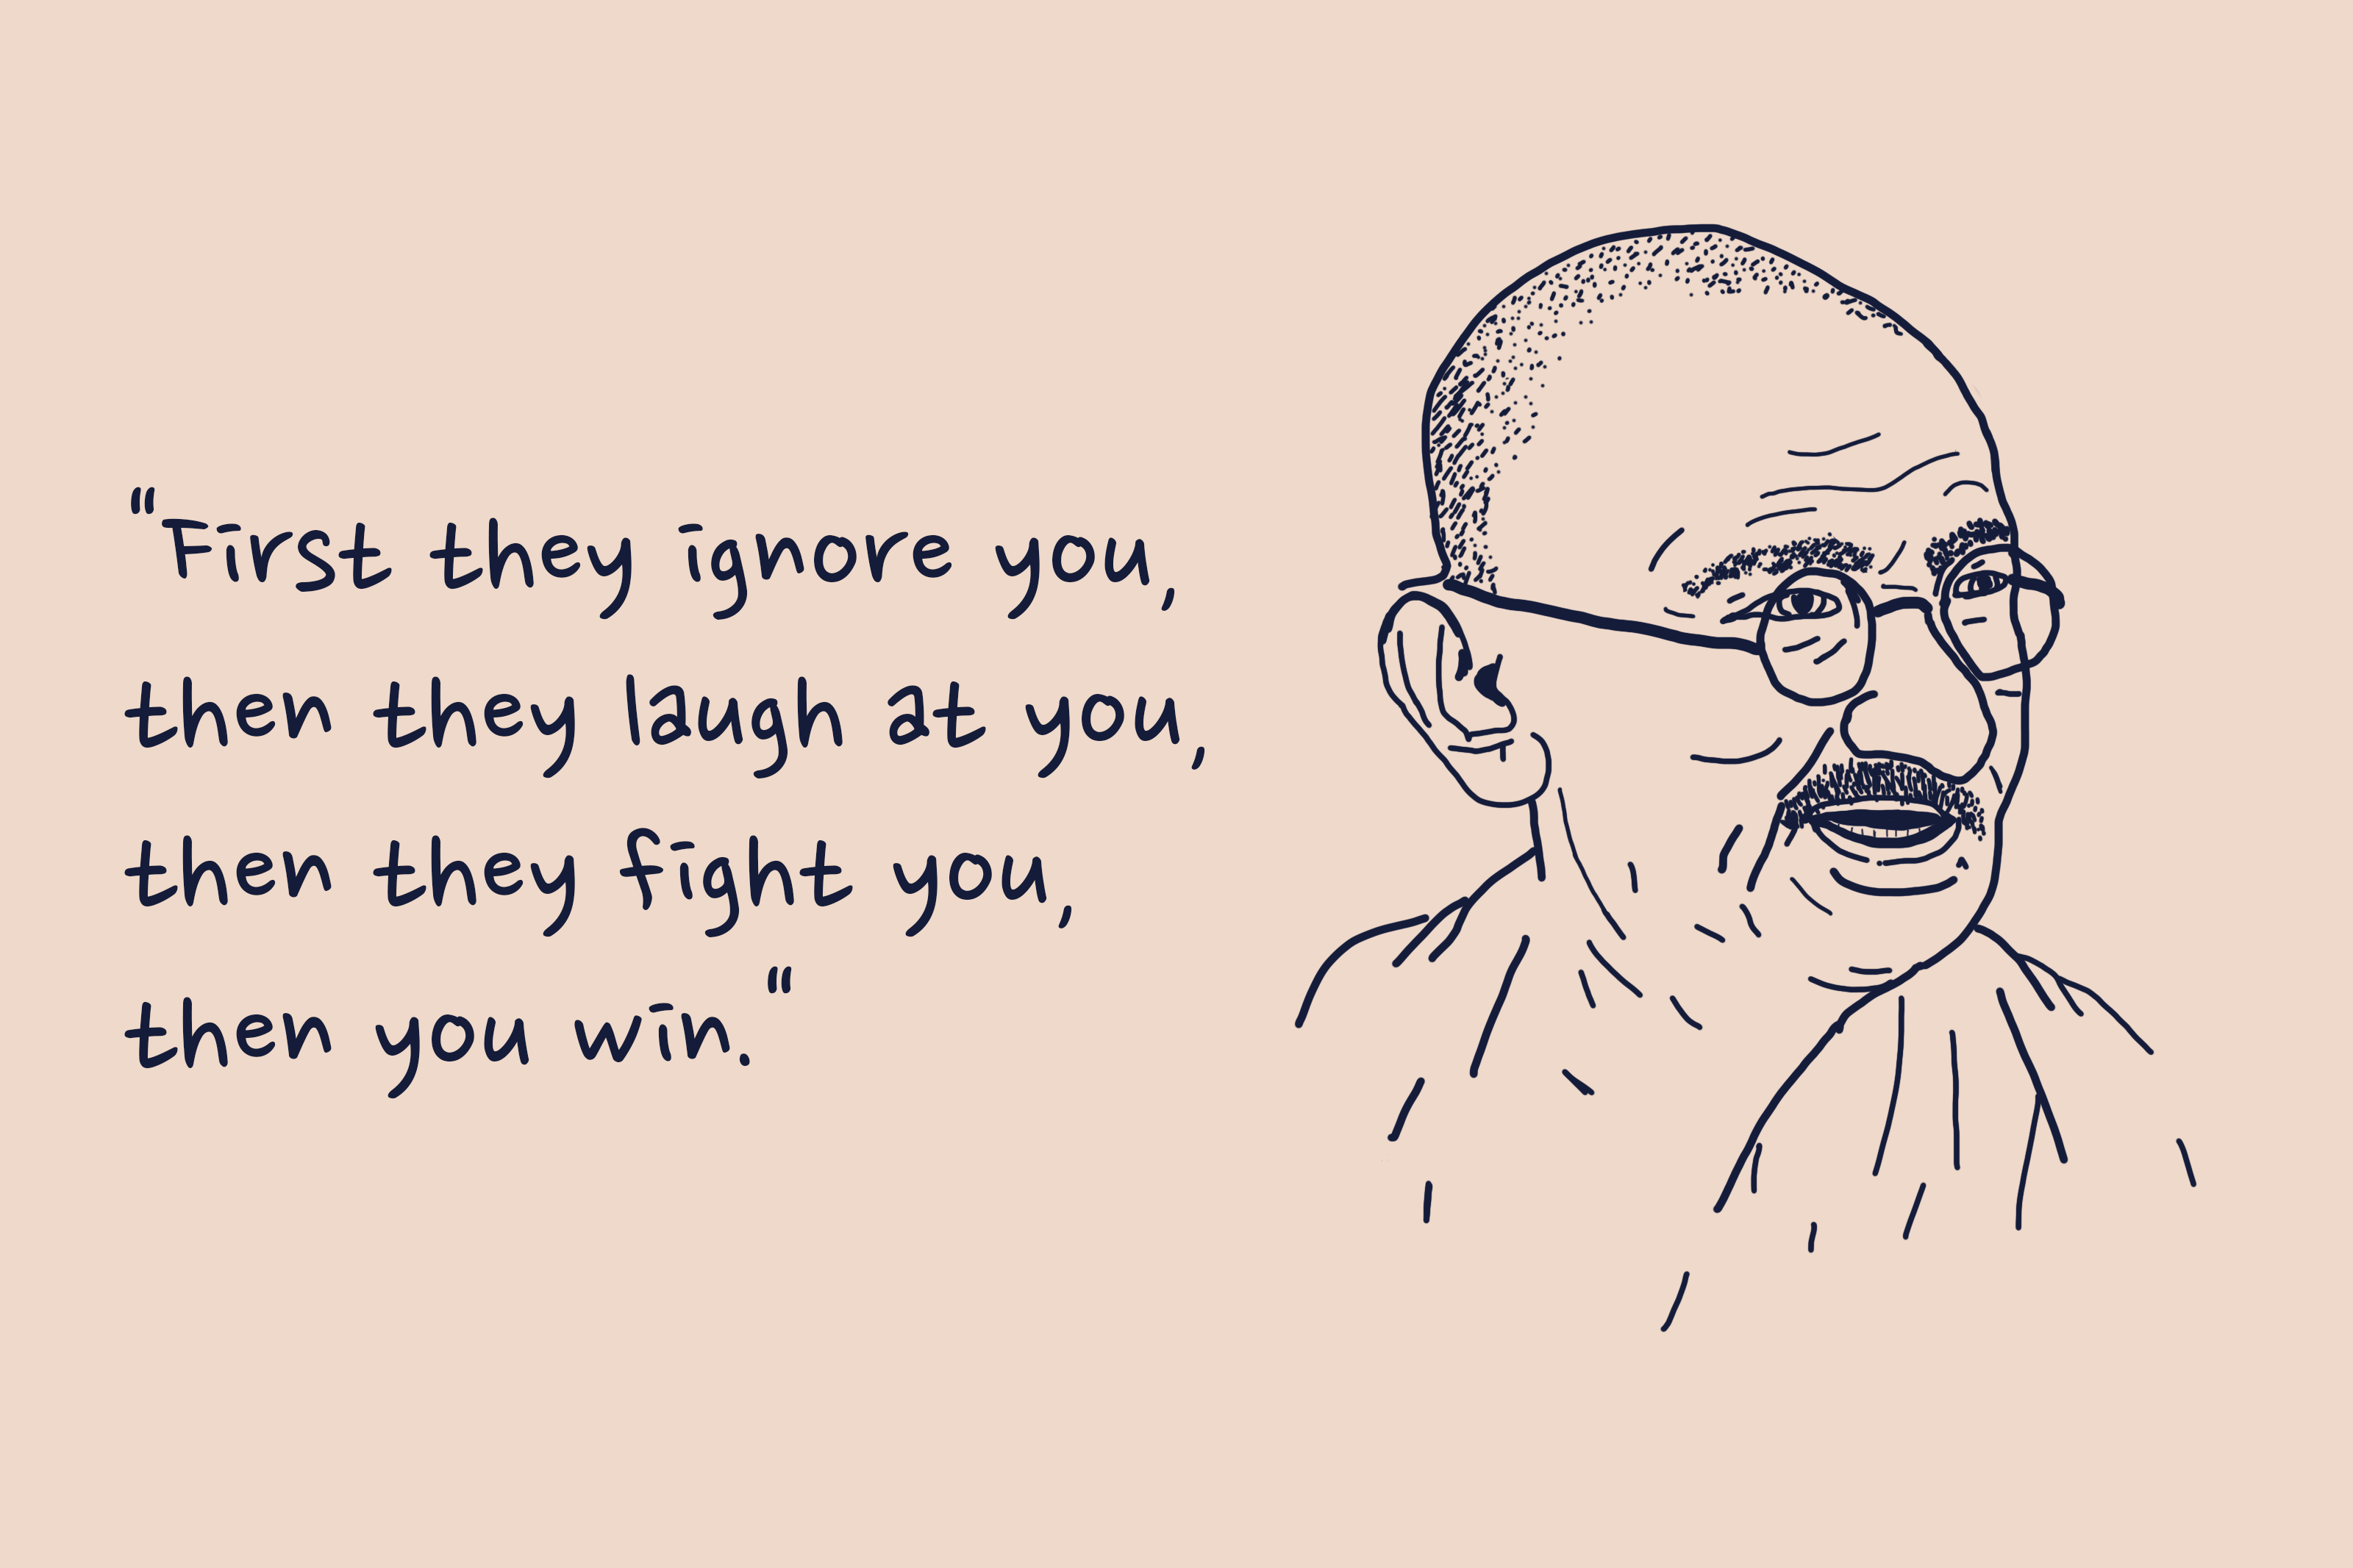 “First they ignore you,
then they laugh at you,
then they fight you,
then you win.“